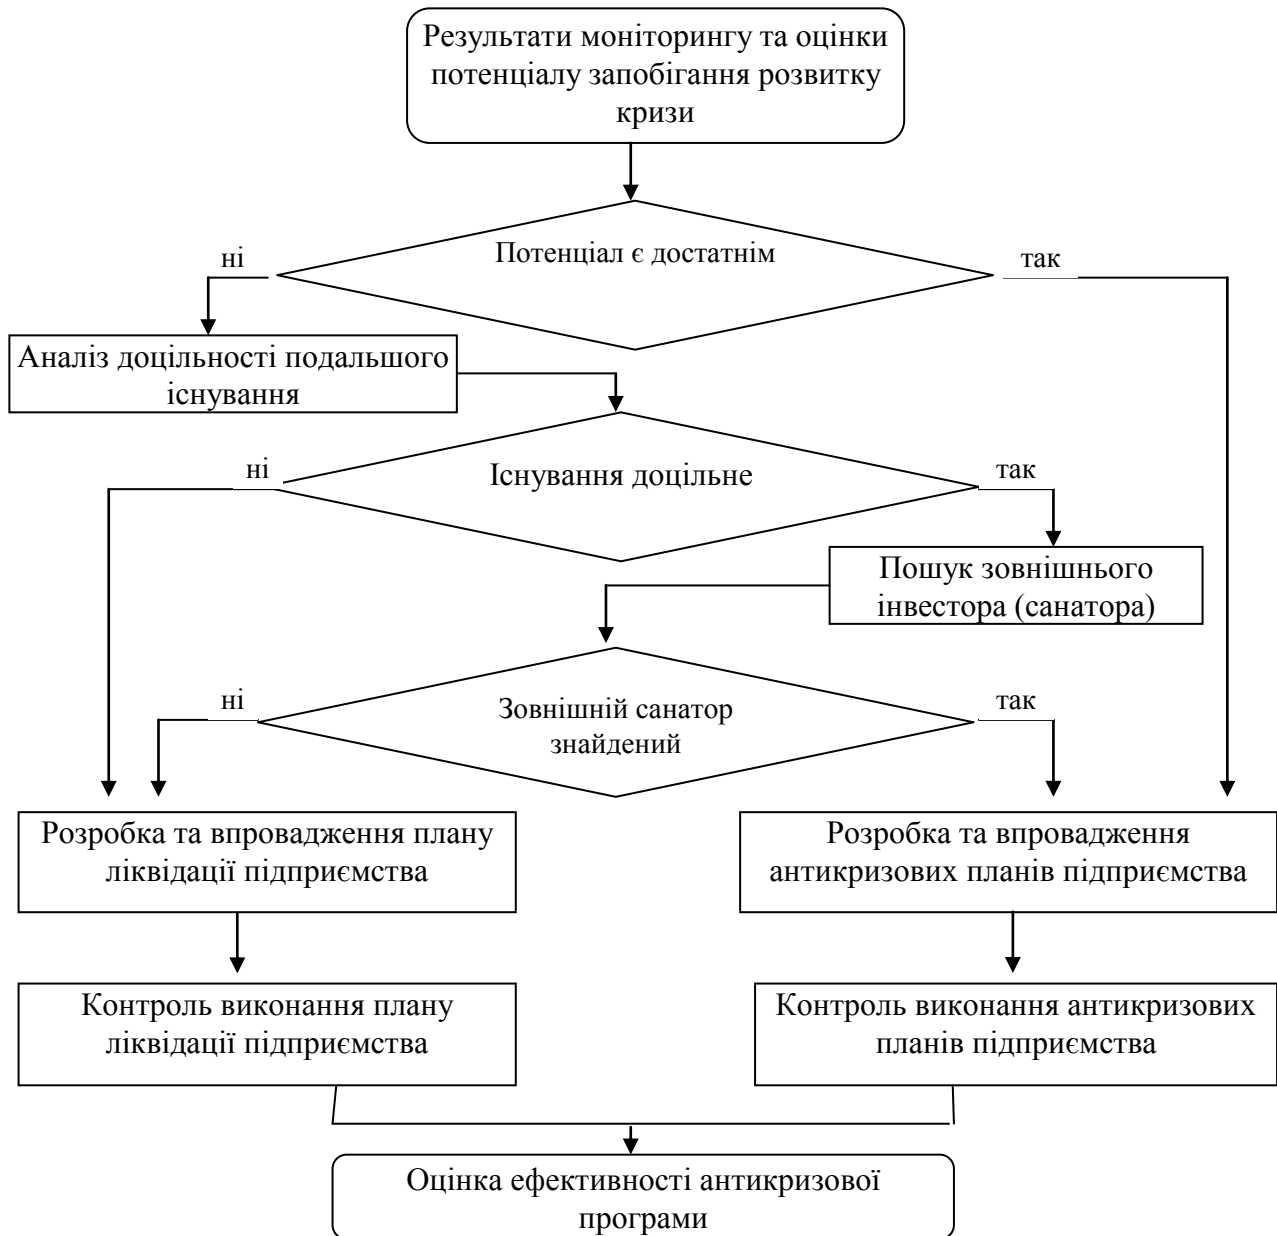 Результати моніторингу та оцінки
потенціалу запобігання розвитку
кризи
Потенціал є достатнім
ні
так
Аналіз доцільності подальшого
існування
Існування доцільне
ні
так
Пошук зовнішнього
інвестора (санатора)
Зовнішній санатор
знайдений
ні
так
Розробка та впровадження плану
ліквідації підприємства
Розробка та впровадження
антикризових планів підприємства
Контроль виконання плану
ліквідації підприємства
Контроль виконання антикризових
планів підприємства
Оцінка ефективності антикризової
програми